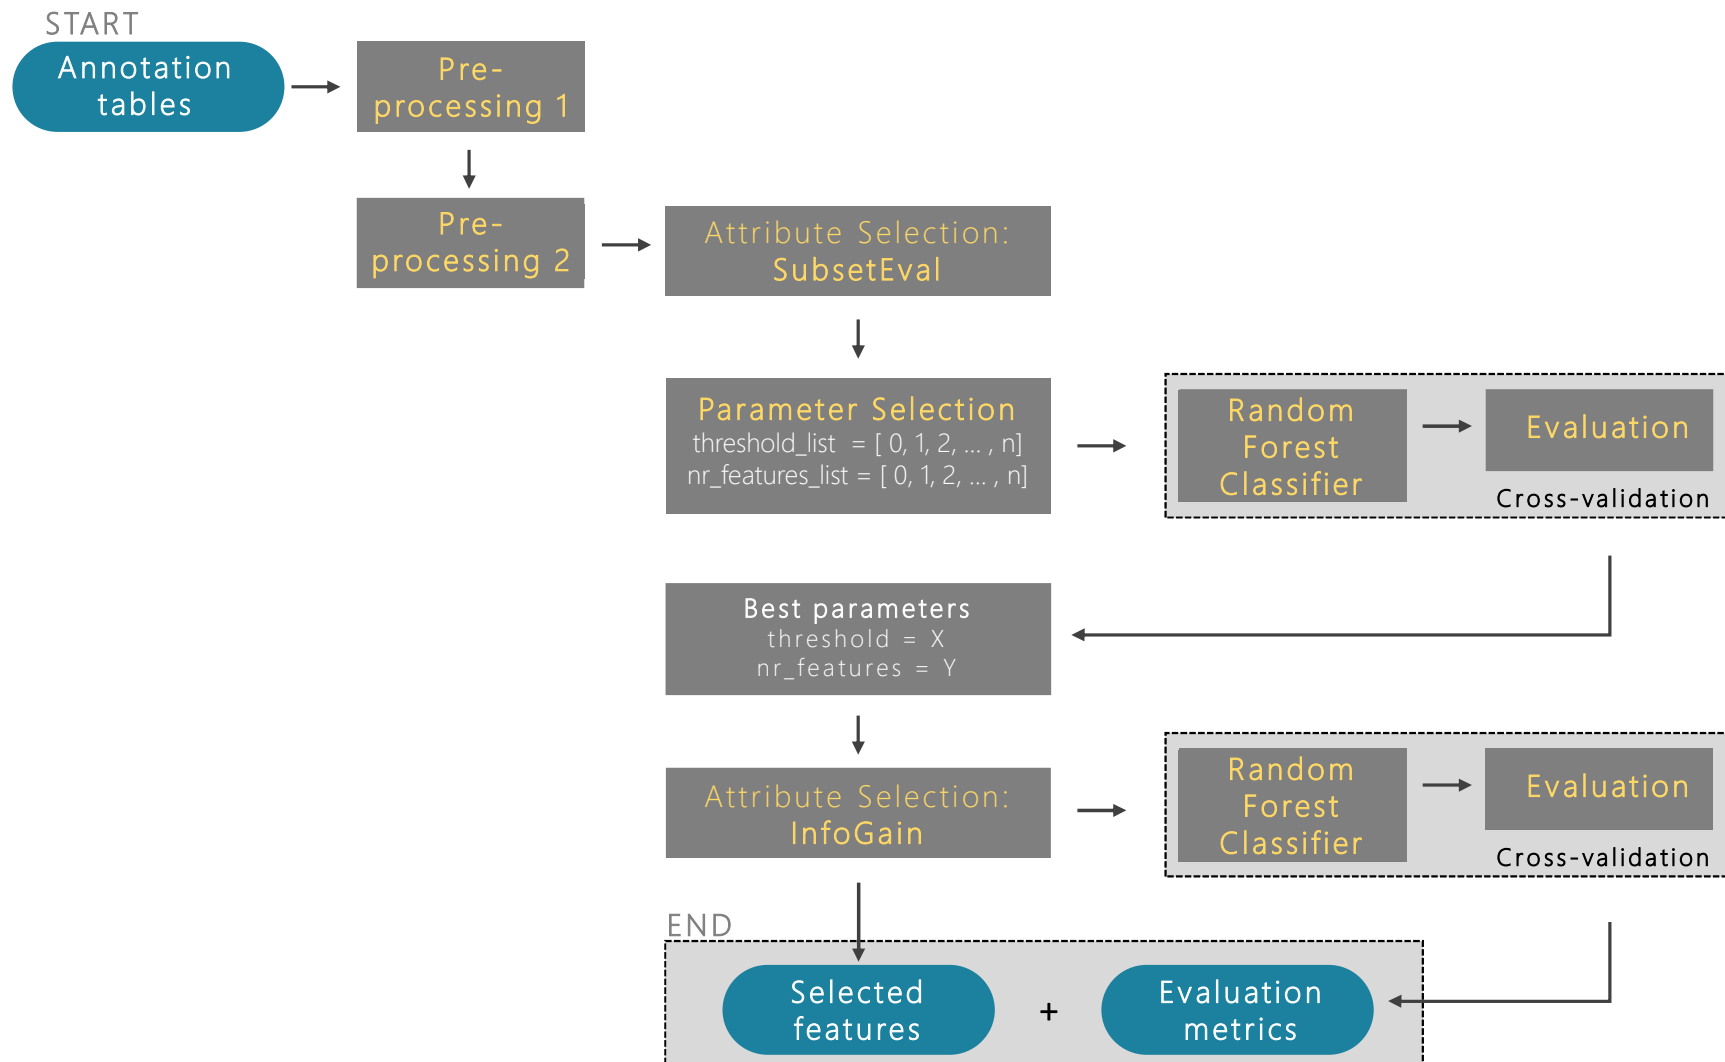 START
Annotation
tables
Pre-
processing 1
Pre-
processing 2
Attribute Selection:
SubsetEval
Parameter Selection
threshold_list = [ 0, 1, 2, ... , n]
nr_features_list = [ 0, 1, 2, ... , n]
Random
Forest
Classifier
Evaluation
Cross-validation
Best parameters
threshold = X
nr_features = Y
Attribute Selection:
InfoGain
Random
Forest
Classifier
Evaluation
Cross-validation
END
Selected
features
+
Evaluation
metrics